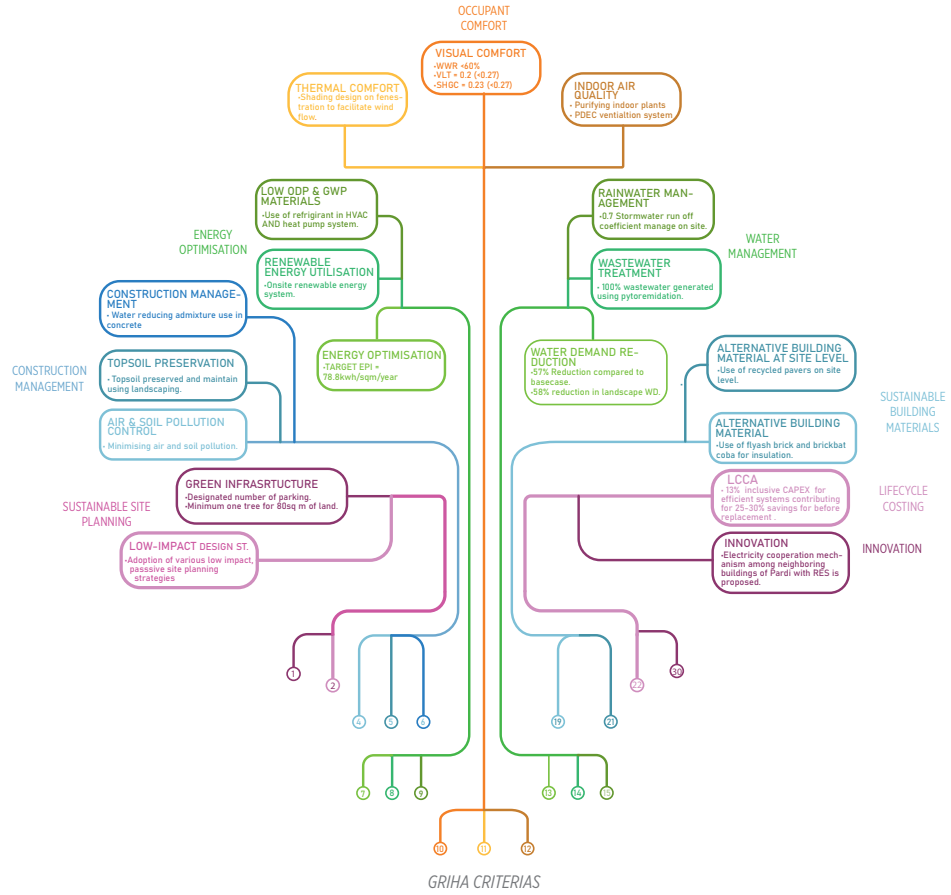 OCCUPANT
COMFORT
VISUAL COMFORT
•WWR <60%
•VLT = 0.2 (<0.27)
•SHGC = 0.23 (<0.27)
THERMAL COMFORT
•Shading design on fenes-
tration to facilitate wind
flow.
INDOOR AIR
QUALITY
• Purifying indoor plants
• PDEC ventialtion system
LOW ODP & GWP
MATERIALS
•Use of refrigirant in HVAC
AND heat pump system.
ENERGY
OPTIMISATION
RENEWABLE
ENERGY UTILISATION
•Onsite renewable energy
system.
ENERGY OPTIMISATION
•TARGET EPI =
78.8kwh/sqm/year
RAINWATER MAN-
AGEMENT
•0.7 Stormwater run off
coefficient manage on site.
WATER
MANAGEMENT
WASTEWATER
TREATMENT
• 100% wastewater generated
using pytoremidation.
WATER DEMAND RE-
DUCTION
•57% Reduction compared to
basecase.
•58% reduction in landscape WD.
CONSTRUCTION MANAGE-
MENT
• Water reducing admixture use in
concrete
CONSTRUCTION
MANAGEMENT
TOPSOIL PRESERVATION
• Topsoil preserved and maintain
using landscaping.
AIR & SOIL POLLUTION
CONTROL
• Minimising air and soil pollution.
ALTERNATIVE BUILDING
MATERIAL AT SITE LEVEL
•Use of recycled pavers on site
level.
SUSTAINABLE
BUILDING
MATERIALS
ALTERNATIVE BUILDING
MATERIAL
•Use of flyash brick and brickbat
coba for insulation.
GREEN INFRASRTUCTURE
•Designated number of parking.
•Minimum one tree for 80sq m of land.
SUSTAINABLE SITE
PLANNING
LOW-IMPACT DESIGN ST.
•Adoption of various low impact,
passsive site planning
strategies
LCCA
• 13% inclusive CAPEX for
efficient systems contributing
for 25-30% savings for before
replacement .
LIFECYCLE
COSTING
INNOVATION
•Electricity cooperation mech-
anism among neighboring
buildings of Pardi with RES is
proposed.
INNOVATION
1
2
4
5
6
7
8
9
10
11
12
13
14
15
19
21
22
30
GRIHA CRITERIAS